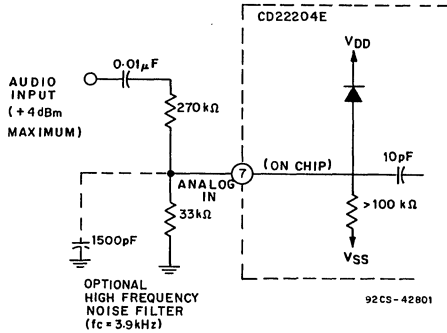 CD22204E
VDD
0.01µF
AUDIO
INPUT
(+4dBm
MAXIMUM)
270kΩ
10pF
7
(ON CHIP)
ANALOG
IN
33kΩ
>100 kΩ
1500pF
VSS
OPTIONAL
HIGH FREQUENCY
NOISE FILTER
(fc = 3.9kHz)
92CS-42801